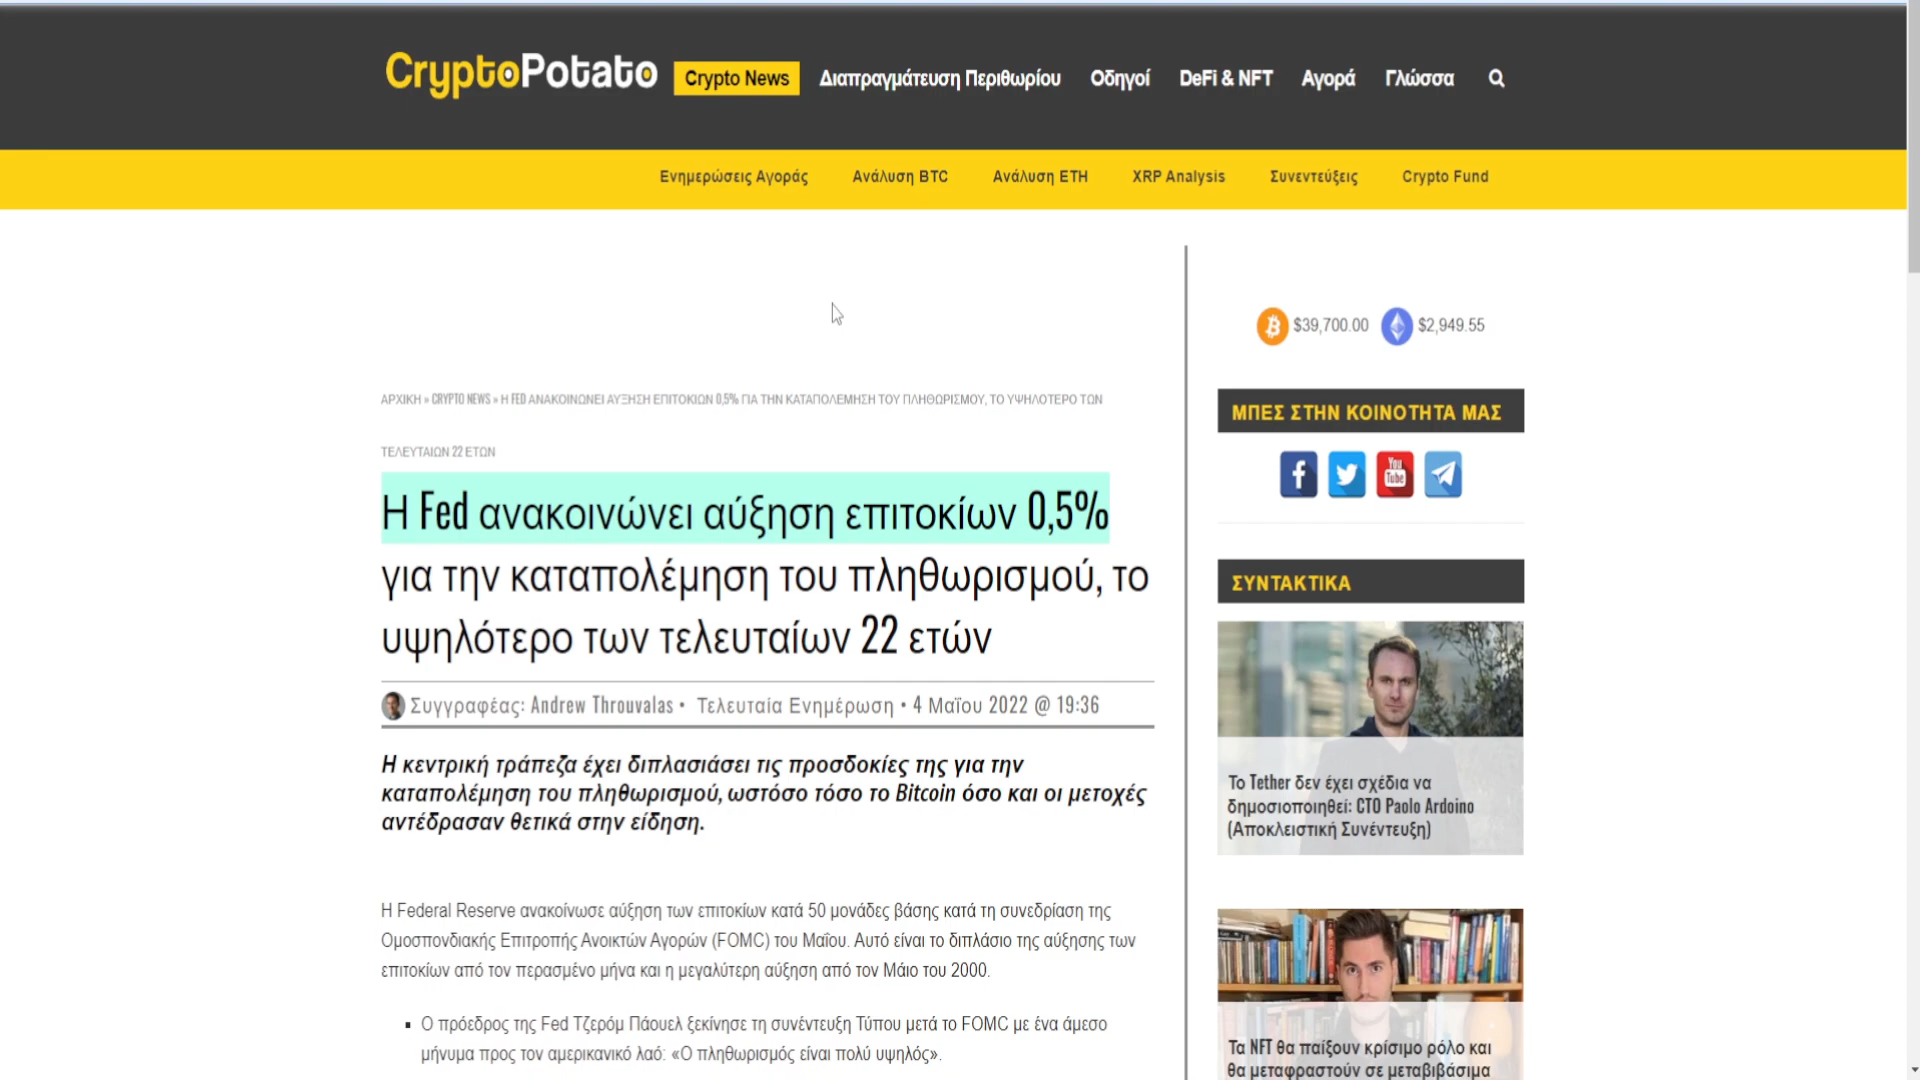 CryptoPotato
Crypto News
Διαπραγμάτευση Περιθωρίου
Οδηγοί
DeFi & NFT
Αγορά
Γλώσσα
Ενημερώσεις Αγοράς
Ανάλυση BTC
Ανάλυση ETH
XRP Analysis
Συνεντεύξεις
Crypto Fund
ΑΡΧΙΚΗ » CRYPTO NEWS » Η FED ΑΝΑΚΟΙΝΩΝΕΙ ΑΥΞΗΣΗ ΕΠΙΤΟΚΙΩΝ 0,5% ΓΙΑ ΤΗΝ ΚΑΤΑΠΟΛΕΜΗΣΗ ΤΟΥ ΠΛΗΘΩΡΙΣΜΟΥ, ΤΟ ΥΨΗΛΟΤΕΡΟ ΤΩΝ
ΤΕΛΕΥΤΑΙΩΝ 22 ΕΤΩΝ
Η Fed ανακοινώνει αύξηση επιτοκίων 0,5%
για την καταπολέμηση του πληθωρισμού, το
υψηλότερο των τελευταίων 22 ετών
Συγγραφέας: Andrew Throuvalas • Τελευταία Ενημέρωση • 4 Μαΐου 2022 @ 19:36
Η κεντρική τράπεζα έχει διπλασιάσει τις προσδοκίες της για την
καταπολέμηση του πληθωρισμού, ωστόσο τόσο το Bitcoin όσο και οι μετοχές
αντέδρασαν θετικά στην είδηση.
Η Federal Reserve ανακοίνωσε αύξηση των επιτοκίων κατά 50 μονάδες βάσης κατά τη συνεδρίαση της
Ομοσπονδιακής Επιτροπής Ανοικτών Αγορών (FOMC) του Μαΐου. Αυτό είναι το διπλάσιο της αύξησης των
επιτοκίων από τον περασμένο μήνα και η μεγαλύτερη αύξηση από τον Μάιο του 2000.
▪ Ο πρόεδρος της Fed Τζερόμ Πάουελ ξεκίνησε τη συνέντευξη Τύπου μετά το FOMC με ένα άμεσο
μήνυμα προς τον αμερικανικό λαό: «Ο πληθωρισμός είναι πολύ υψηλός».
$39,700.00
$2,949.55
ΜΠΕΣ ΣΤΗΝ ΚΟΙΝΟΤΗΤΑ ΜΑΣ
You
Tube
ΣΥΝΤΑΚΤΙΚΑ
Το Tether δεν έχει σχέδια να
δημοσιοποιηθεί: CTO Paolo Ardoino
(Αποκλειστική Συνέντευξη)
Τα NFT θα παίξουν κρίσιμο ρόλο και
θα μεταφραστούν σε μεταβιβάσιμα